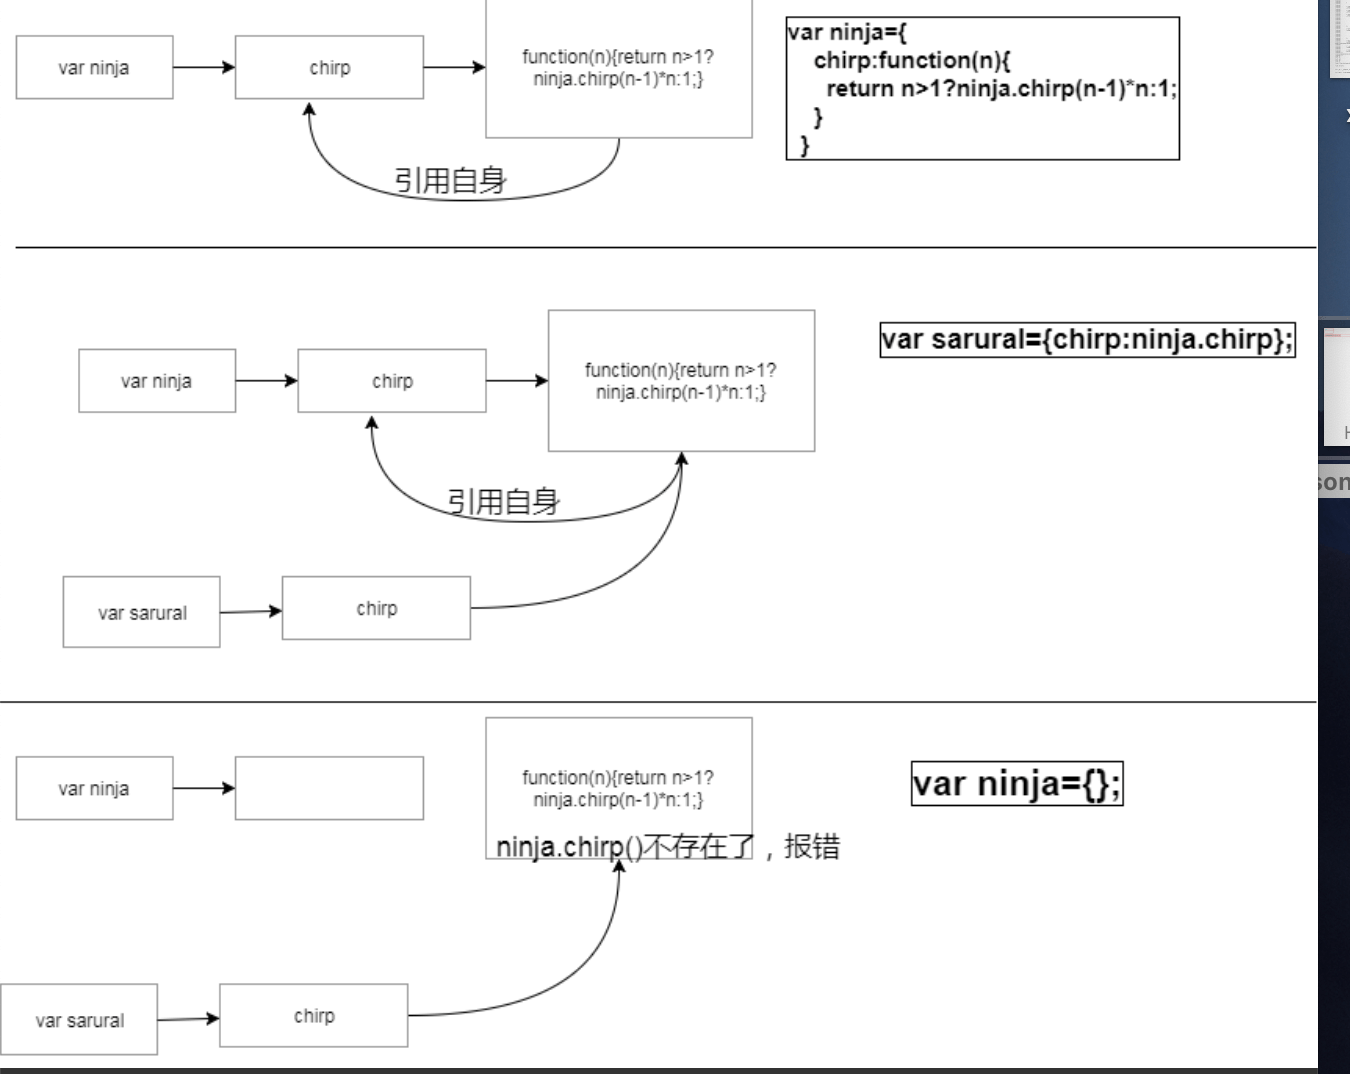 var ninja
chirp
function(n){return n>1?
ninja.chirp(n-1)*n:1;}
引用自身
var ninja={
chirp:function(n){
return n>1?ninja.chirp(n-1)*n:1;
}
}
var ninja
chirp
function(n){return n>1?
ninja.chirp(n-1)*n:1;}
引用自身
var sarural
chirp
var sarural={chirp:ninja.chirp};
var ninja
function(n){return n>1?
ninja.chirp(n-1)*n:1;}
ninja.chirp()不存在了，报错
var sarural
chirp
var ninja={};
son